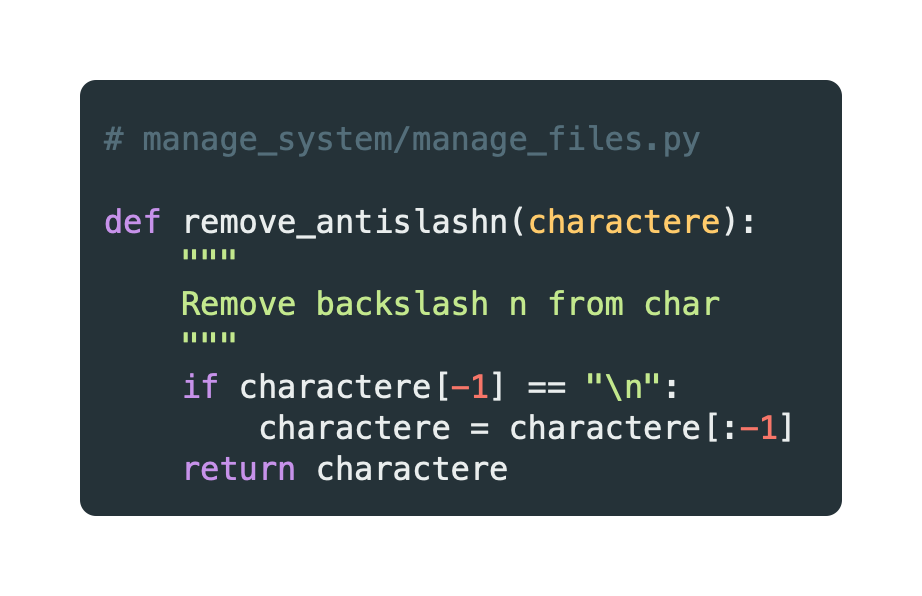 # manage_system/manage_files.py
def remove_antislashn(charactere):
"""
Remove backslash n from char
"""
if charactere[-1] == "\n":
charactere = charactere[:-1]
return charactere